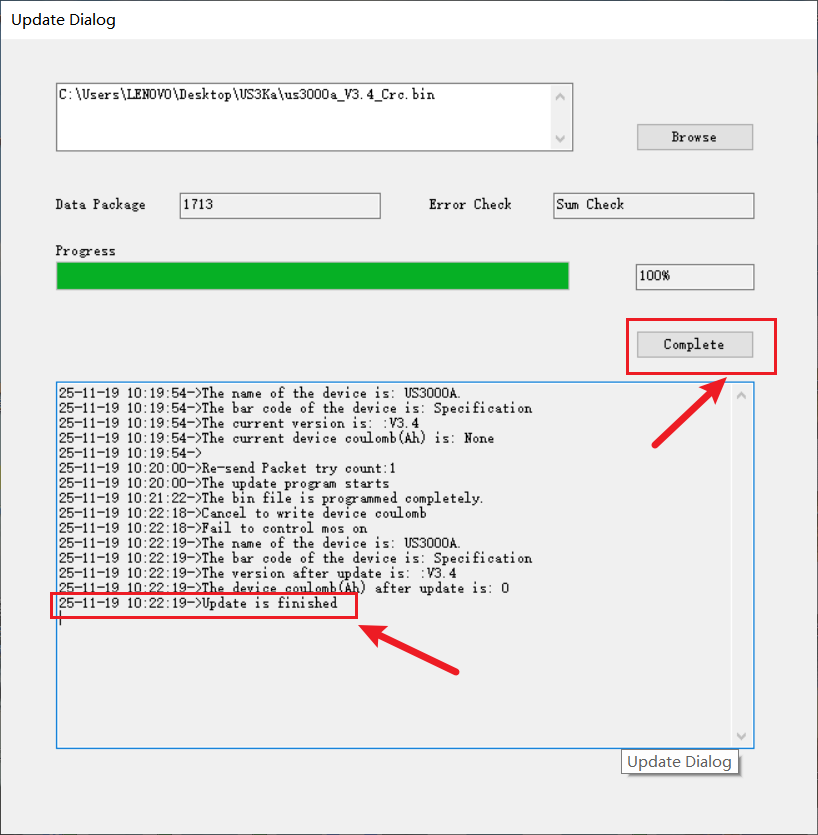 Update Dialog
C:\Users\LENOVO\Desktop\US3Ka\us3000a_V3.4_Crc.bin
Browse
Data Package 1713 Error Check Sum Check
Progress
100%
Complete
25-11-19 10:19:54->The name of the device is: US3000A.
25-11-19 10:19:54->The bar code of the device is: Specification
25-11-19 10:19:54->The current version is: :V3.4
25-11-19 10:19:54->The current device coulomb(Ah) is: None
25-11-19 10:19:54->
25-11-19 10:20:00->Re-send Packet try count:1
25-11-19 10:20:00->The update program starts
25-11-19 10:21:22->The bin file is programmed completely.
25-11-19 10:22:18->Cancel to write device coulomb
25-11-19 10:22:18->Fail to control mos on
25-11-19 10:22:19->The name of the device is: US3000A.
25-11-19 10:22:19->The bar code of the device is: Specification
25-11-19 10:22:19->The version after update is: :V3.4
25-11-19 10:22:19->The device coulomb(Ah) after update is: 0
25-11-19 10:22:19->Update is finished
Update Dialog